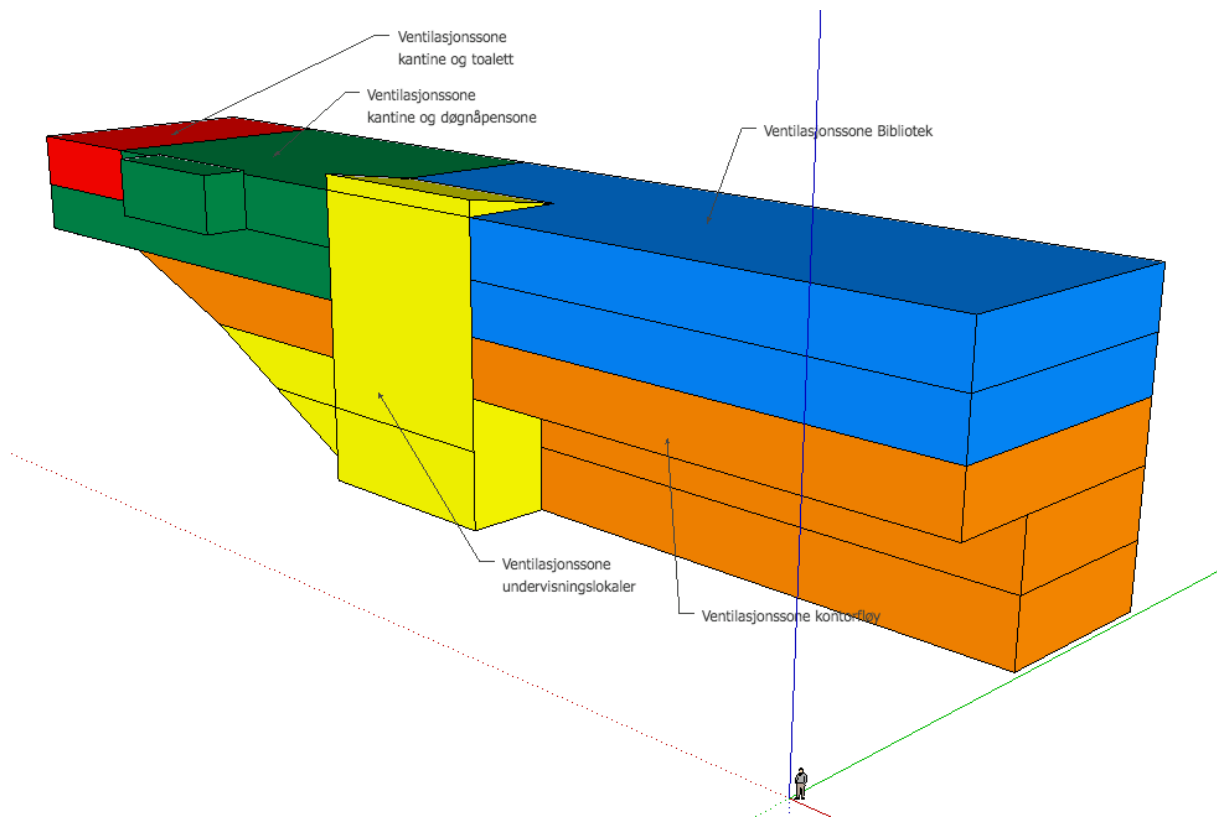 Ventilasjonssone
kantine og toalett
Ventilasjonssone
kantine og døgnåpensone
Ventilasjonssone Bibliotek
Ventilasjonssone
undervisningslokaler
Ventilasjonssone kontorfløy